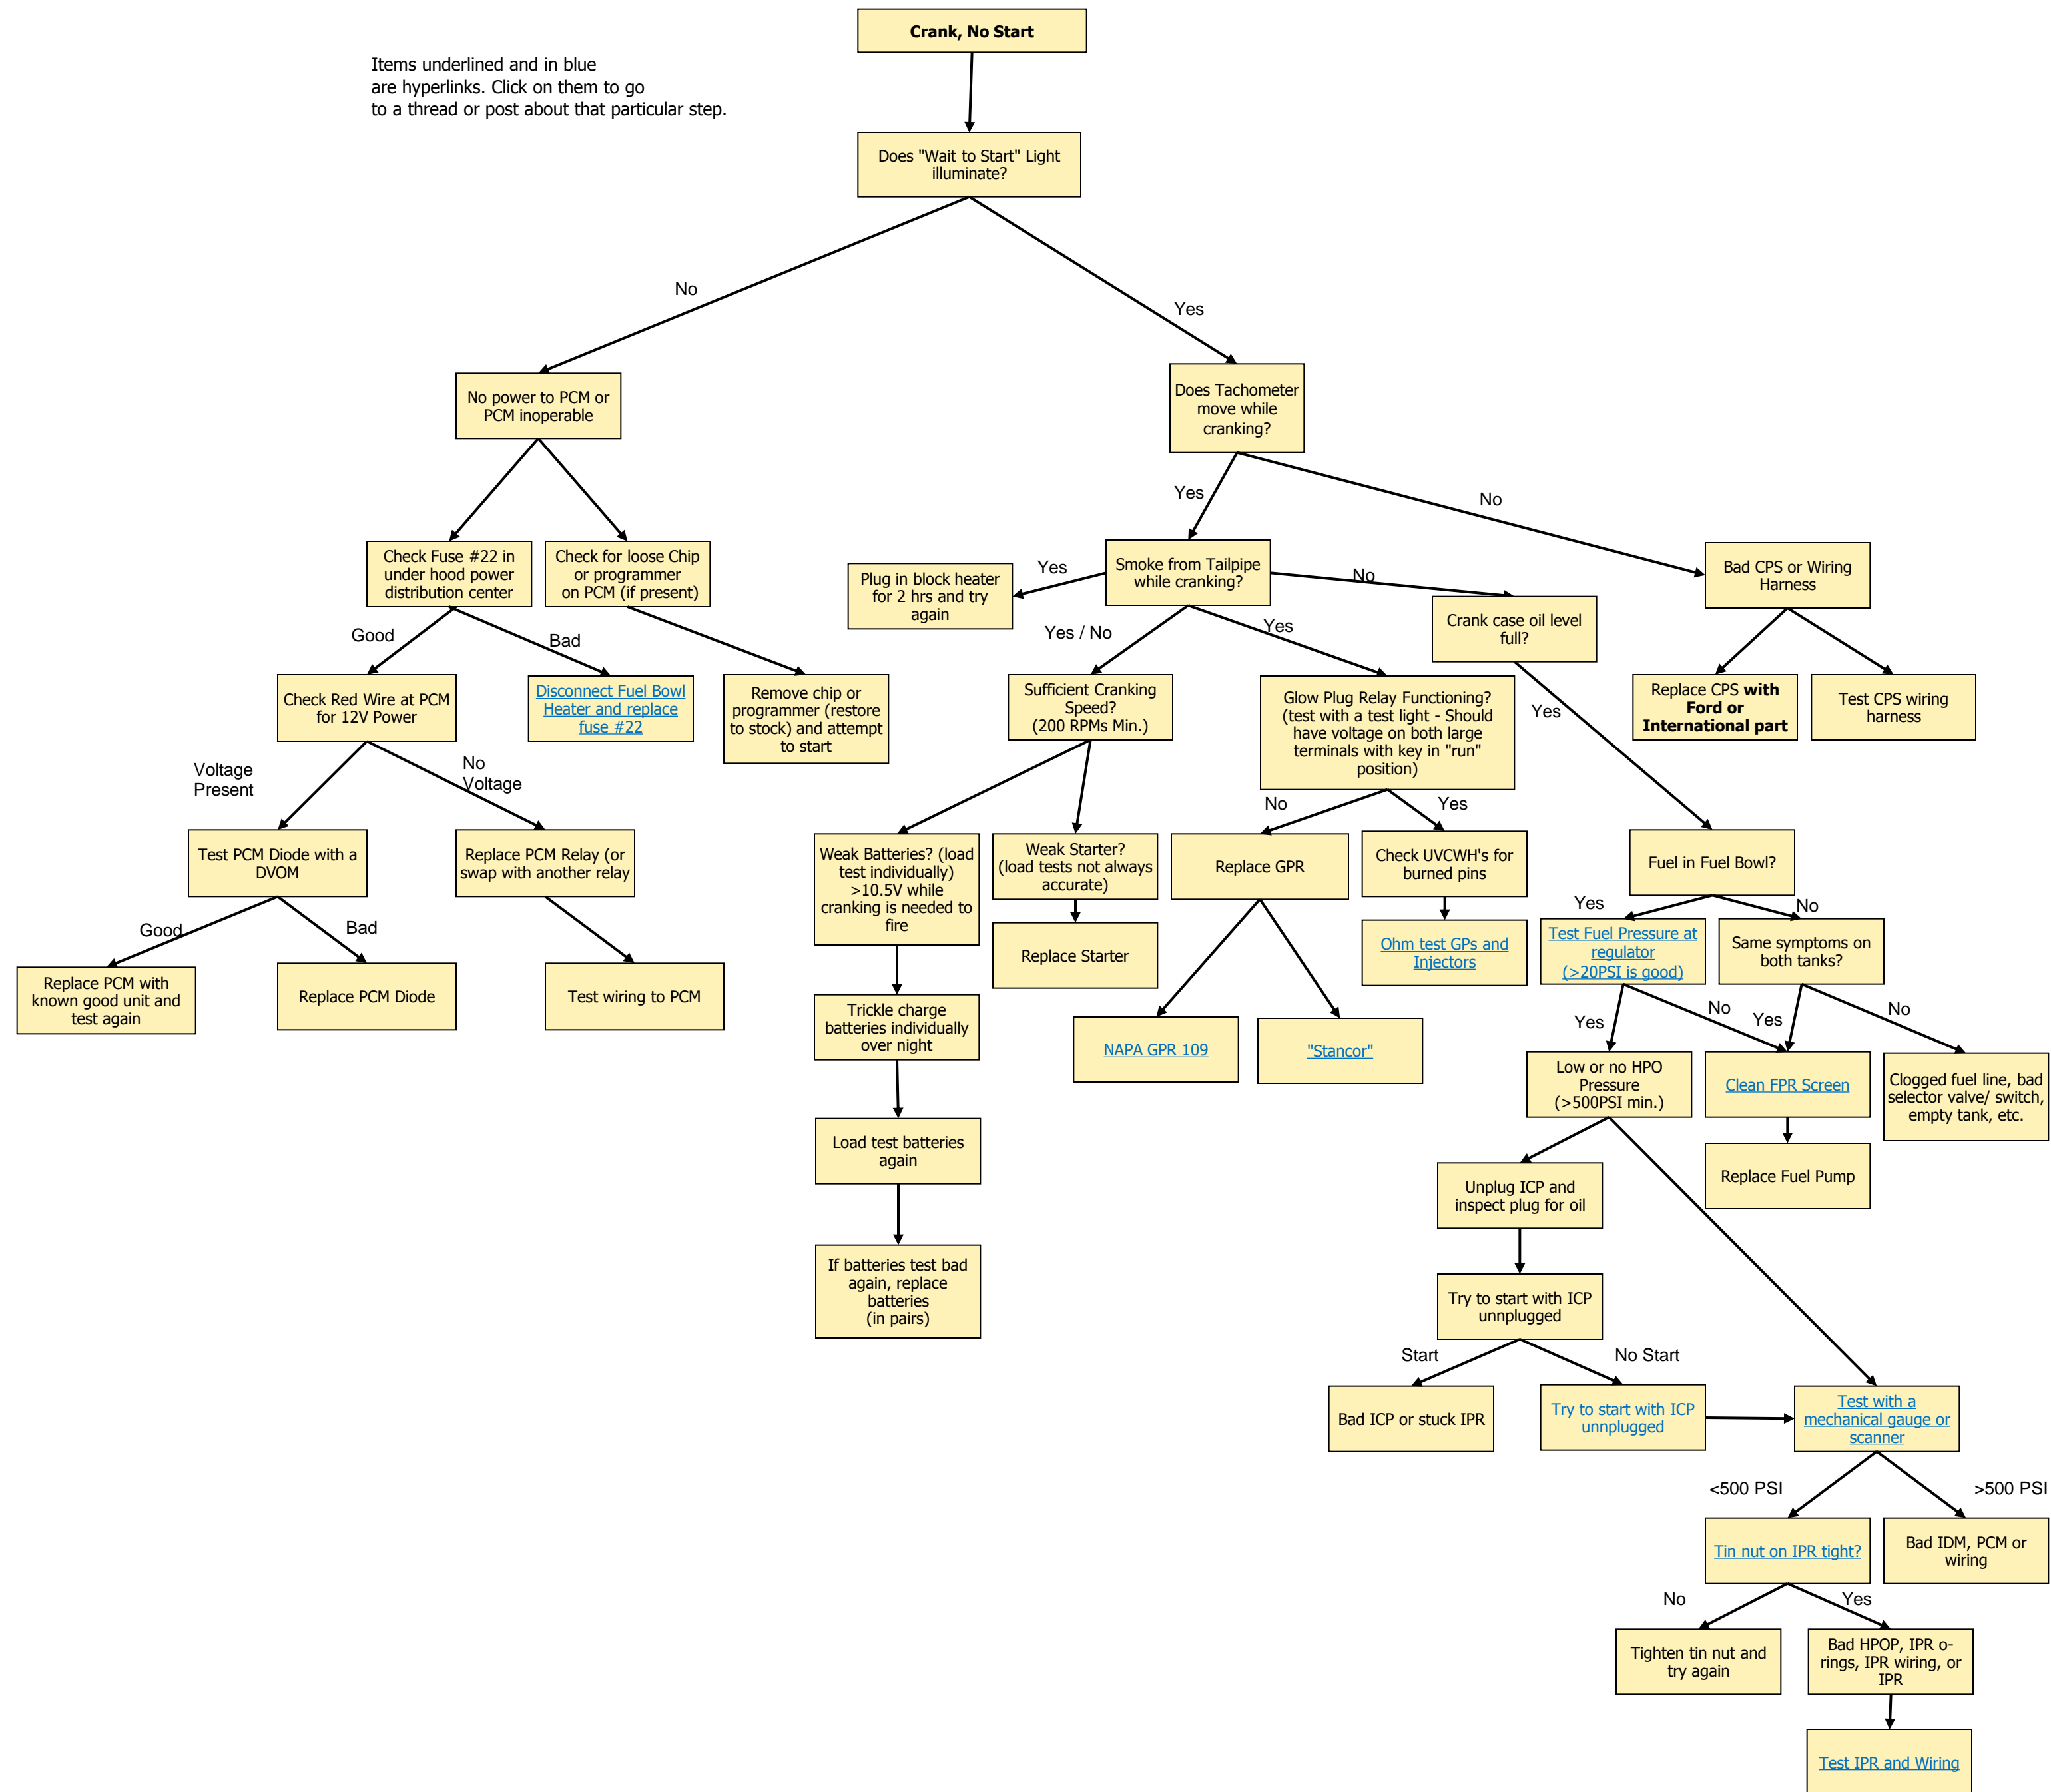 Crank, No Start
Items underlined and in blue
are hyperlinks. Click on them to go
to a thread or post about that particular step.
Does "Wait to Start" Light
illuminate?
No
Yes
No power to PCM or
PCM inoperable
Does Tachometer
move while
cranking?
Yes
No
Check Fuse #22 in
under hood power
distribution center
Check for loose Chip
or programmer
on PCM (if present)
Plug in block heater
for 2 hrs and try
again
Yes
Smoke from Tailpipe
while cranking?
No
Crank case oil level
full?
Bad CPS or Wiring
Harness
Good
Bad
Yes / No
Yes
Yes
Check Red Wire at PCM
for 12V Power
Disconnect Fuel Bowl
Heater and replace
fuse #22
Remove chip or
programmer (restore
to stock) and attempt
to start
Sufficient Cranking
Speed?
(200 RPMs Min.)
Glow Plug Relay Functioning?
(test with a test light - Should
have voltage on both large
terminals with key in "run"
position)
Replace CPS with
Ford or
International part
Test CPS wiring
harness
Voltage
Present
No
Voltage
No
Yes
Test PCM Diode with a
DVOM
Replace PCM Relay (or
swap with another relay
Weak Batteries? (load
test individually)
>10.5V while
cranking is needed to
fire
Weak Starter?
(load tests not always
accurate)
Replace GPR
Check UVCWH's for
burned pins
Fuel in Fuel Bowl?
Good
Bad
Yes
No
Replace PCM with
known good unit and
test again
Replace PCM Diode
Test wiring to PCM
Replace Starter
Ohm test GPs and
Injectors
Test Fuel Pressure at
regulator
(>20PSI is good)
Same symptoms on
both tanks?
Trickle charge
batteries individually
over night
NAPA GPR 109
"Stancor"
Yes
No
Yes
No
Low or no HPO
Pressure
(>500PSI min.)
Clean FPR Screen
Clogged fuel line, bad
selector valve/ switch,
empty tank, etc.
Load test batteries
again
Replace Fuel Pump
Unplug ICP and
inspect plug for oil
If batteries test bad
again, replace
batteries
(in pairs)
Try to start with ICP
unnplugged
Start
No Start
Bad ICP or stuck IPR
Try to start with ICP
unnplugged
Test with a
mechanical gauge or
scanner
<500 PSI
>500 PSI
Tin nut on IPR tight?
Bad IDM, PCM or
wiring
No
Yes
Tighten tin nut and
try again
Bad HPOP, IPR o-
rings, IPR wiring, or
IPR
Test IPR and Wiring